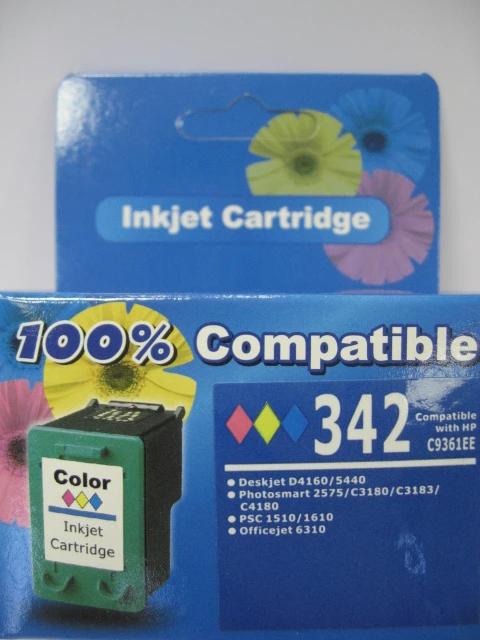 Inkjet Cartridge
100% Compatible
342
Compatible
with HP
C9361EE
Color
Inkjet
Cartridge
● Deskjet D4160/5440
● Photosmart 2575/C3180/C3183/
C4180
● PSC 1510/1610
● Officejet 6310